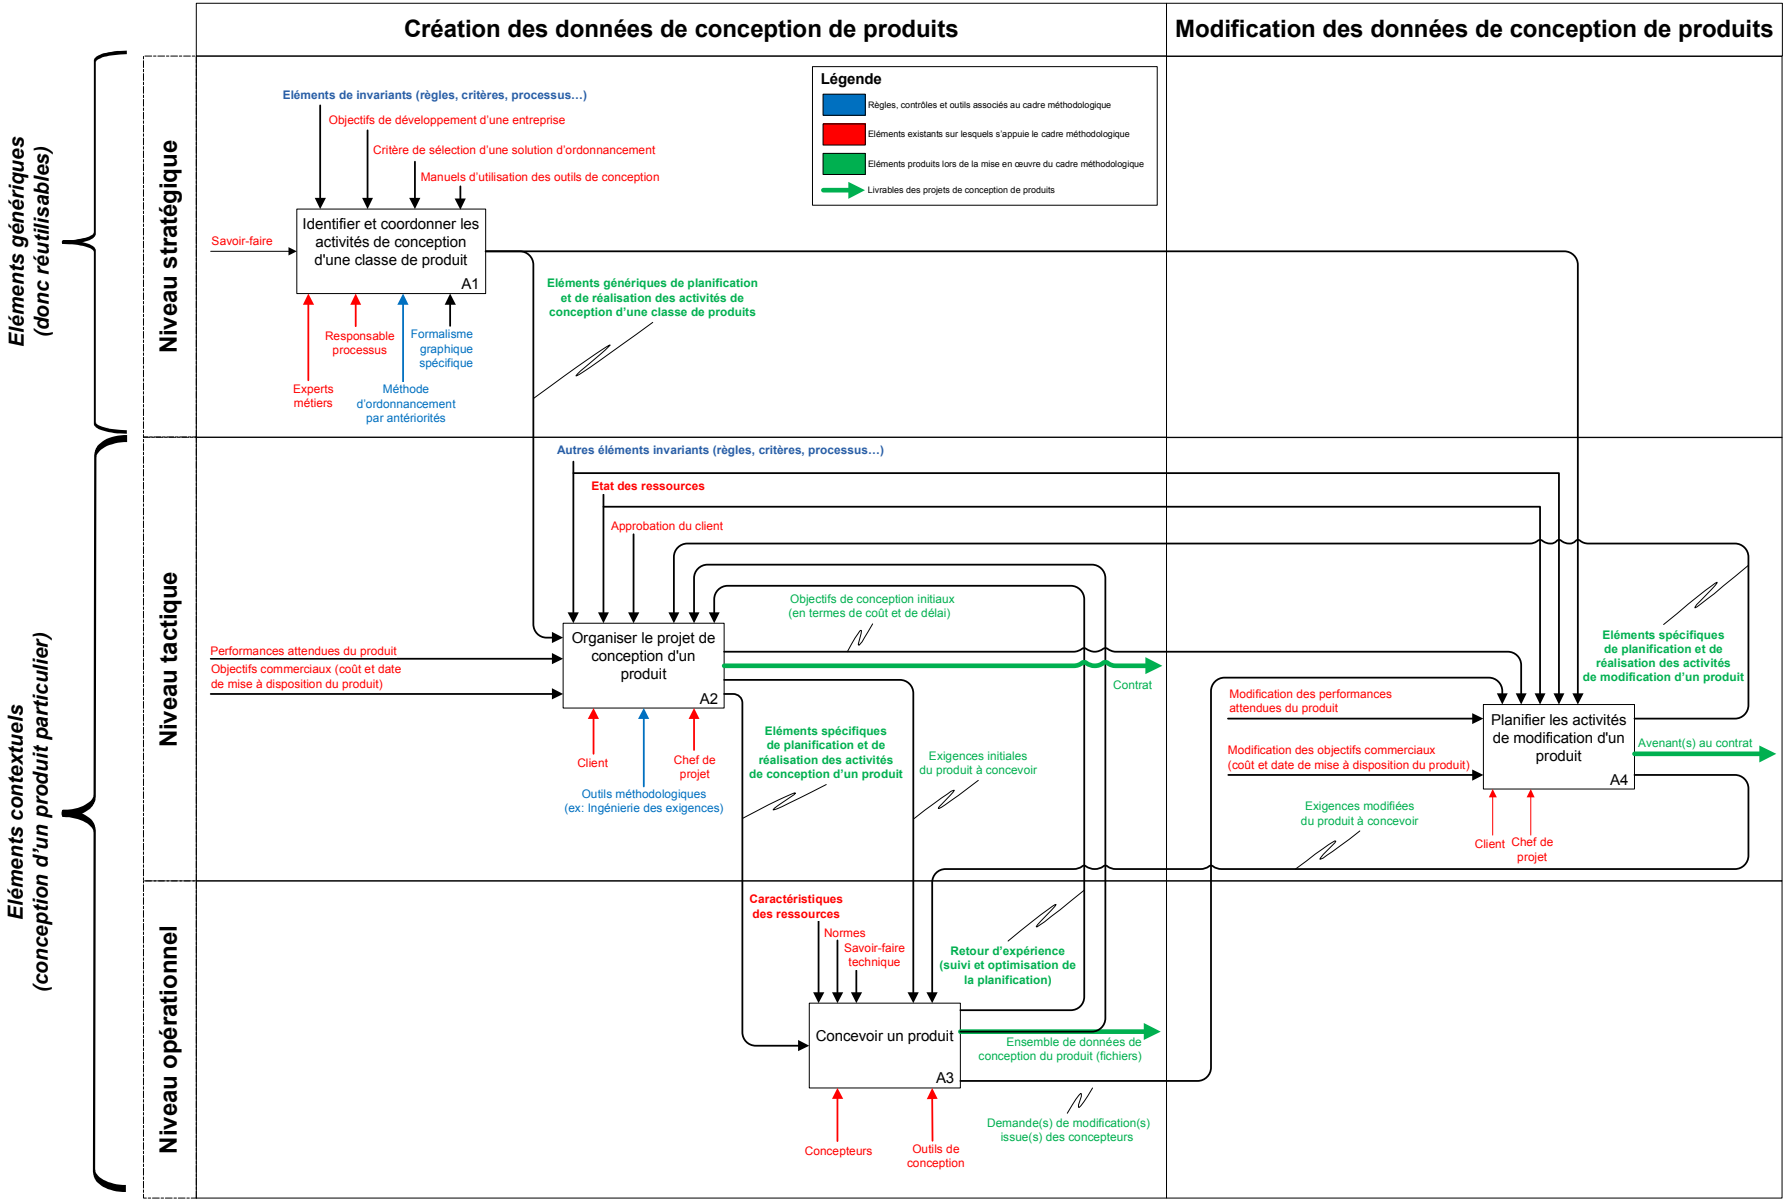 Création des données de conception de produits
Modification des données de conception de produits
Eléments génériques
(donc réutilisables)
Niveau stratégique
Légende
Règles, contrôles et outils associés au cadre méthodologique
Eléments existants sur lesquels s'appuie le cadre méthodologique
Eléments produits lors de la mise en œuvre du cadre méthodologique
Livrables des projets de conception de produits
Eléments de invariants (règles, critères, processus…)
Objectifs de développement d'une entreprise
Critère de sélection d'une solution d'ordonnancement
Manuels d'utilisation des outils de conception
Savoir-faire
Identifier et coordonner les
activités de conception
d'une classe de produit
A1
Responsable
processus
Formalisme
graphique
spécifique
Experts
métiers
Méthode
d'ordonnancement
par antériorités
Eléments génériques de planification
et de réalisation des activités de
conception d'une classe de produits
Eléments contextuels
(conception d'un produit particulier)
Niveau tactique
Autres éléments invariants (règles, critères, processus…)
Etat des ressources
Approbation du client
Objectifs de conception initiaux
(en termes de coût et de délai)
Performances attendues du produit
Objectifs commerciaux (coût et date
de mise à disposition du produit)
Organiser le projet de
conception d'un
produit
A2
Contrat
Client
Chef de
projet
Outils méthodologiques
(ex: Ingénierie des exigences)
Eléments spécifiques
de planification et de
réalisation des activités
de conception d'un produit
Exigences initiales
du produit à concevoir
Eléments spécifiques
de planification et de
réalisation des activités
de modification d'un produit
Modification des performances
attendues du produit
Modification des objectifs commerciaux
(coût et date de mise à disposition du produit)
Planifier les activités
de modification d'un
produit
A4
Avenant(s) au contrat
Exigences modifiées
du produit à concevoir
Client
Chef de
projet
Niveau opérationnel
Caractéristiques
des ressources
Normes
Savoir-faire
technique
Retour d'expérience
(suivi et optimisation de
la planification)
Concevoir un produit
A3
Ensemble de données de
conception du produit (fichiers)
Demande(s) de modification(s)
issue(s) des concepteurs
Concepteurs
Outils de
conception